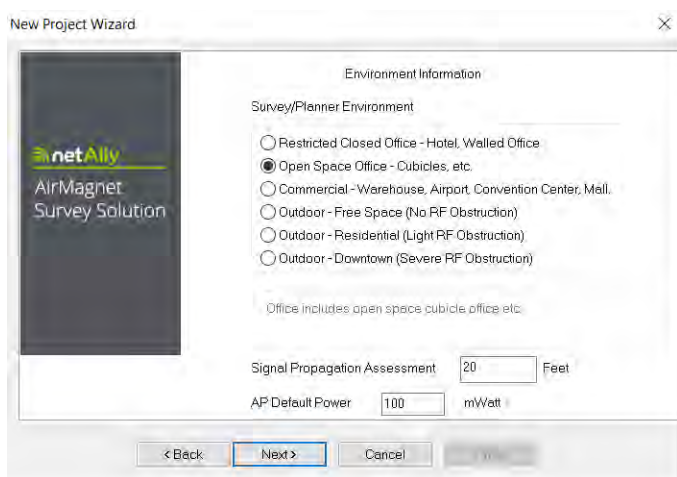 New Project Wizard
netAlly
AirMagnet
Survey Solution
Environment Information
Survey/Planner Environment
Restricted Closed Office - Hotel, Walled Office
Open Space Office - Cubicles, etc.
Commercial - Warehouse, Airport, Convention Center, Mall.
Outdoor - Free Space (No RF Obstruction)
Outdoor - Residential (Light RF Obstruction)
Outdoor - Downtown (Severe RF Obstruction)
Office includes open space cubicle office etc.
Signal Propagation Assessment 20 Feet
AP Default Power 100 mWatt
< Back Next > Cancel